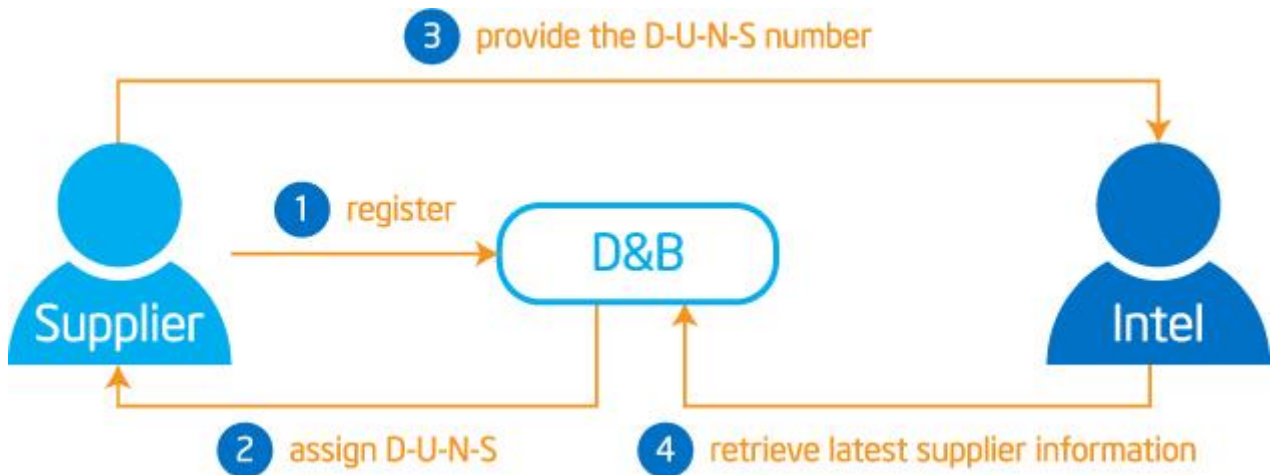 3 provide the D-U-N-S number
1 register
D&B
Supplier
Intel
2 assign D-U-N-S
4 retrieve latest supplier information